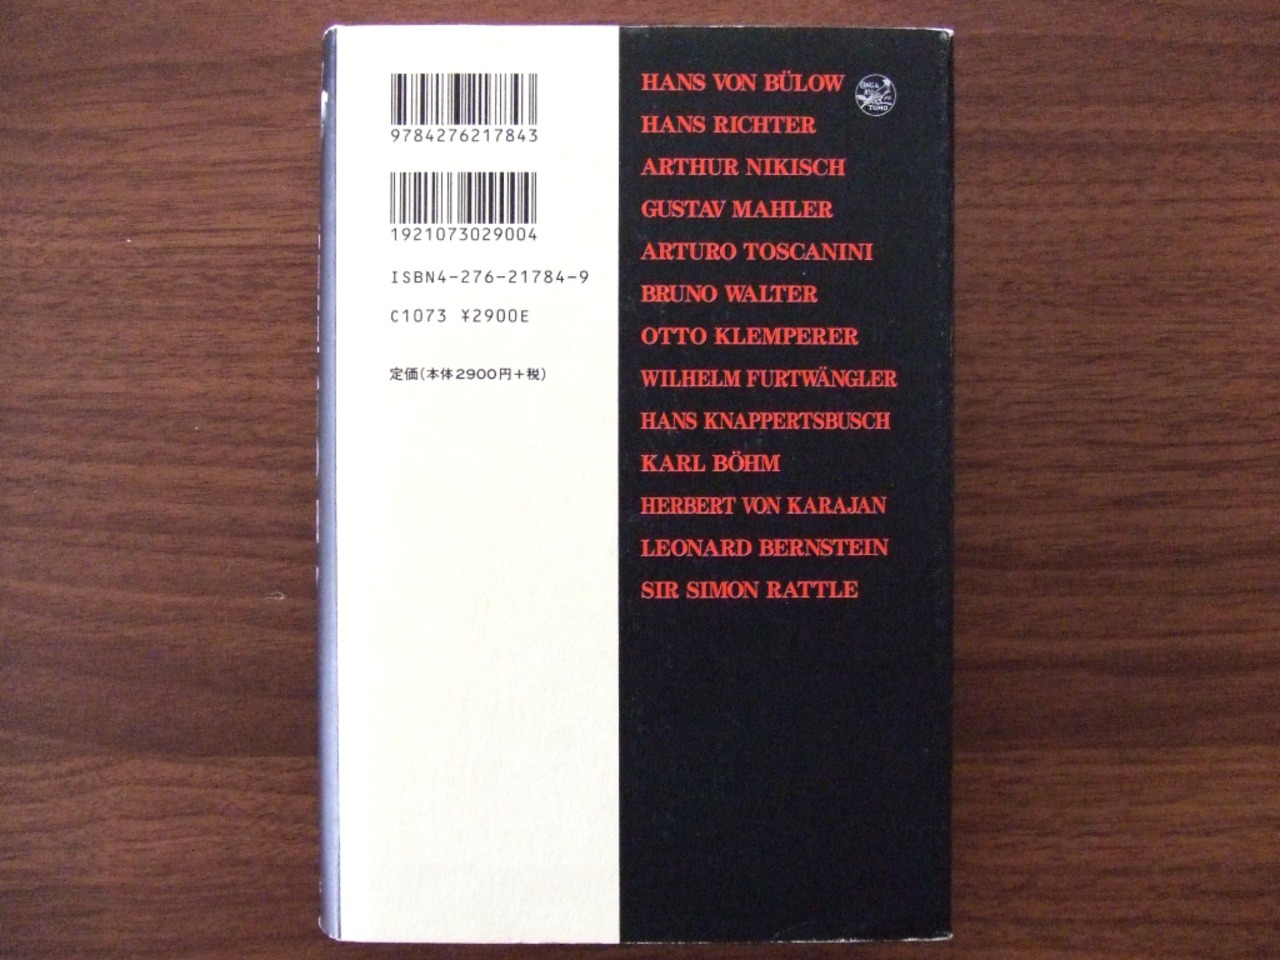 9784276217843
1921073029004
ISBN4-276-21784-9
C1073 ¥2900E
定価(本体2900円+税)
HANS VON BÜLOW
HANS RICHTER
ARTHUR NIKISCH
GUSTAV MAHLER
ARTURO TOSCANINI
BRUNO WALTER
OTTO KLEMPERER
WILHELM FURTWÄNGLER
HANS KNAPPERTSBUSCH
KARL BÖHM
HERBERT VON KARAJAN
LEONARD BERNSTEIN
SIR SIMON RATTLE
TOMO